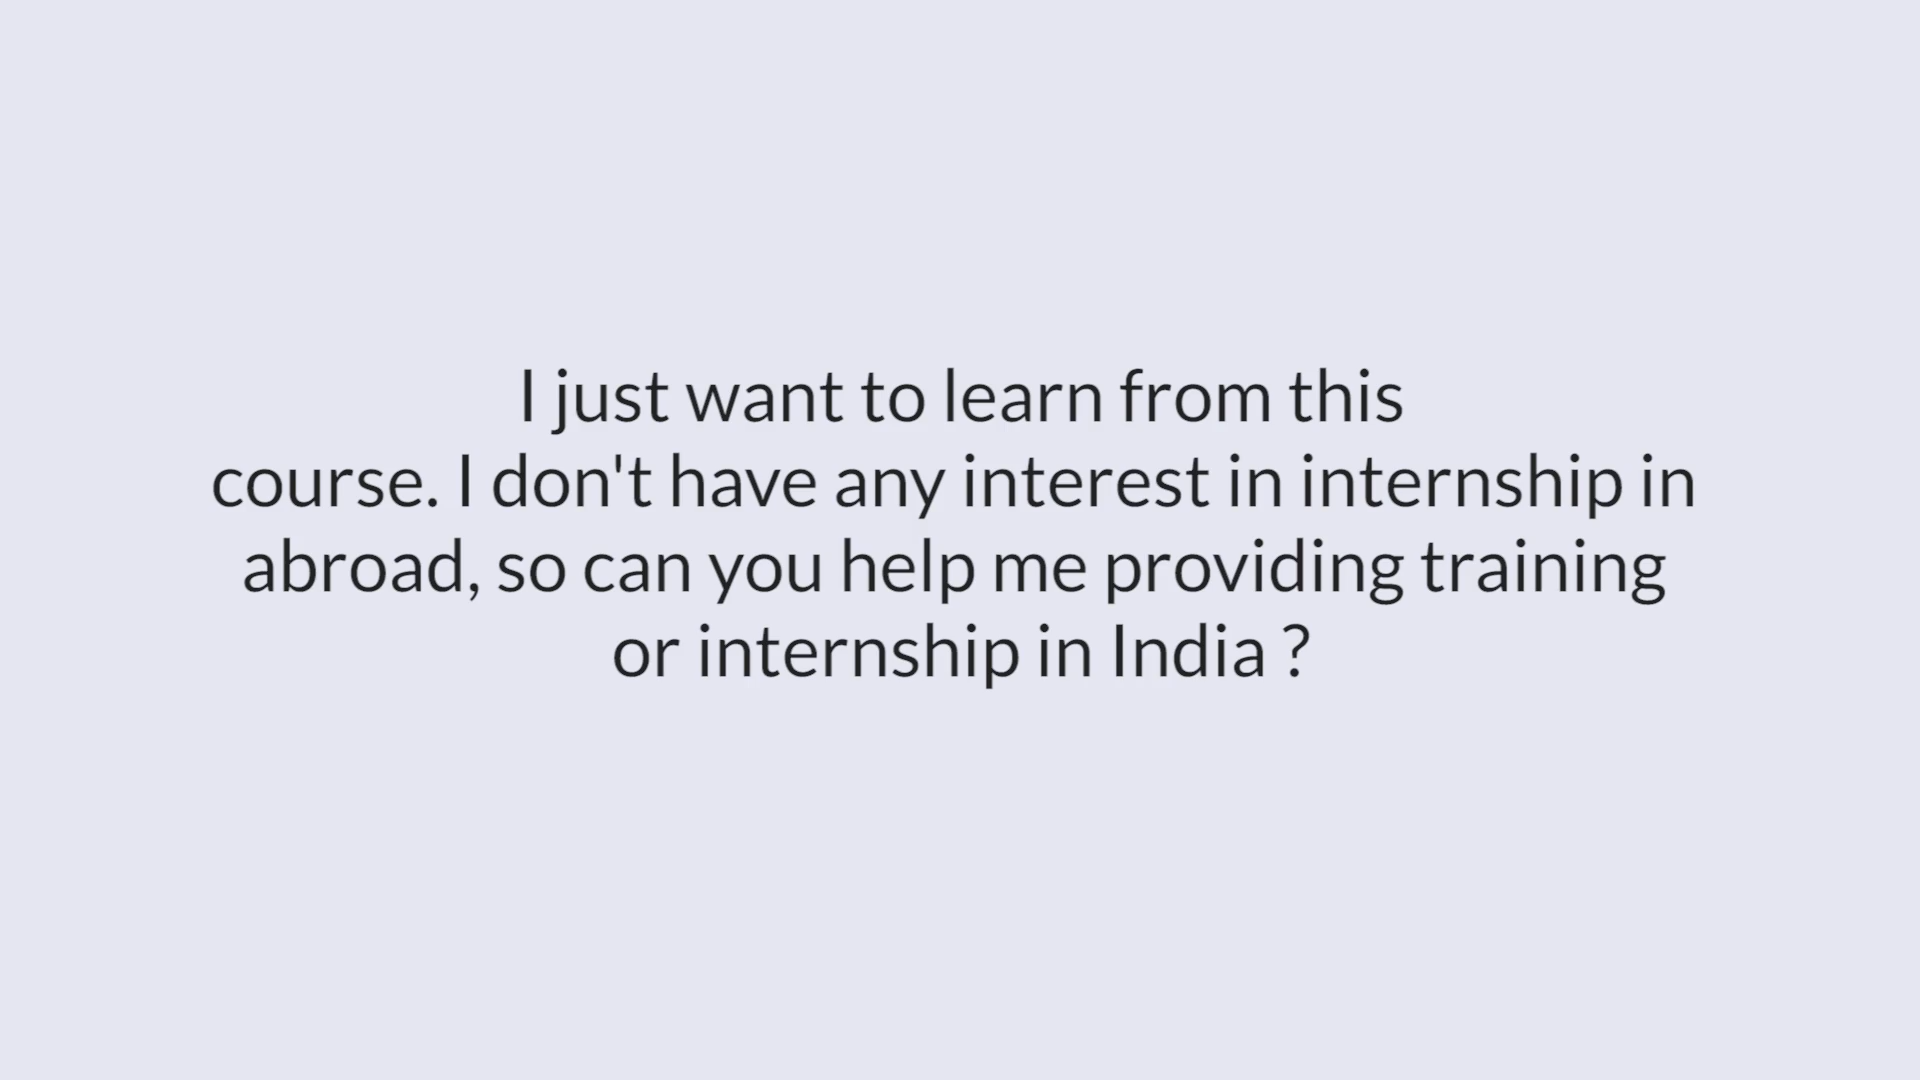 I just want to learn from this
course. I don't have any interest in internship in
abroad, so can you help me providing training
or internship in India ?